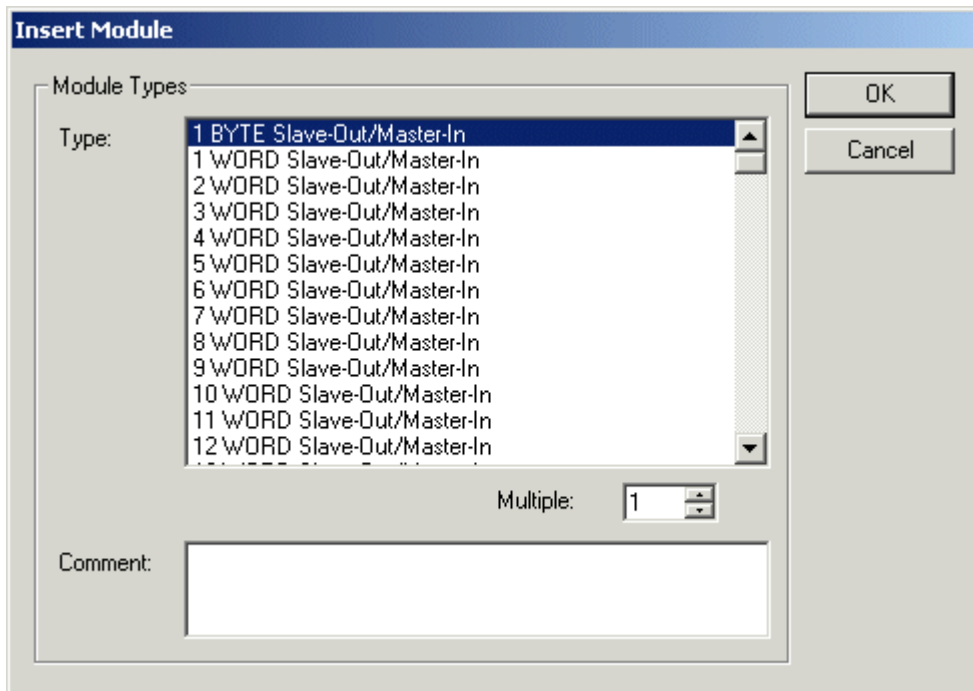 Insert Module
Module Types
OK
Type:
1 BYTE Slave-Out/Master-In
1 WORD Slave-Out/Master-In
Cancel
2 WORD Slave-Out/Master-In
3 WORD Slave-Out/Master-In
4 WORD Slave-Out/Master-In
5 WORD Slave-Out/Master-In
6 WORD Slave-Out/Master-In
7 WORD Slave-Out/Master-In
8 WORD Slave-Out/Master-In
9 WORD Slave-Out/Master-In
10 WORD Slave-Out/Master-In
11 WORD Slave-Out/Master-In
12 WORD Slave-Out/Master-In
Multiple: 1
Comment: